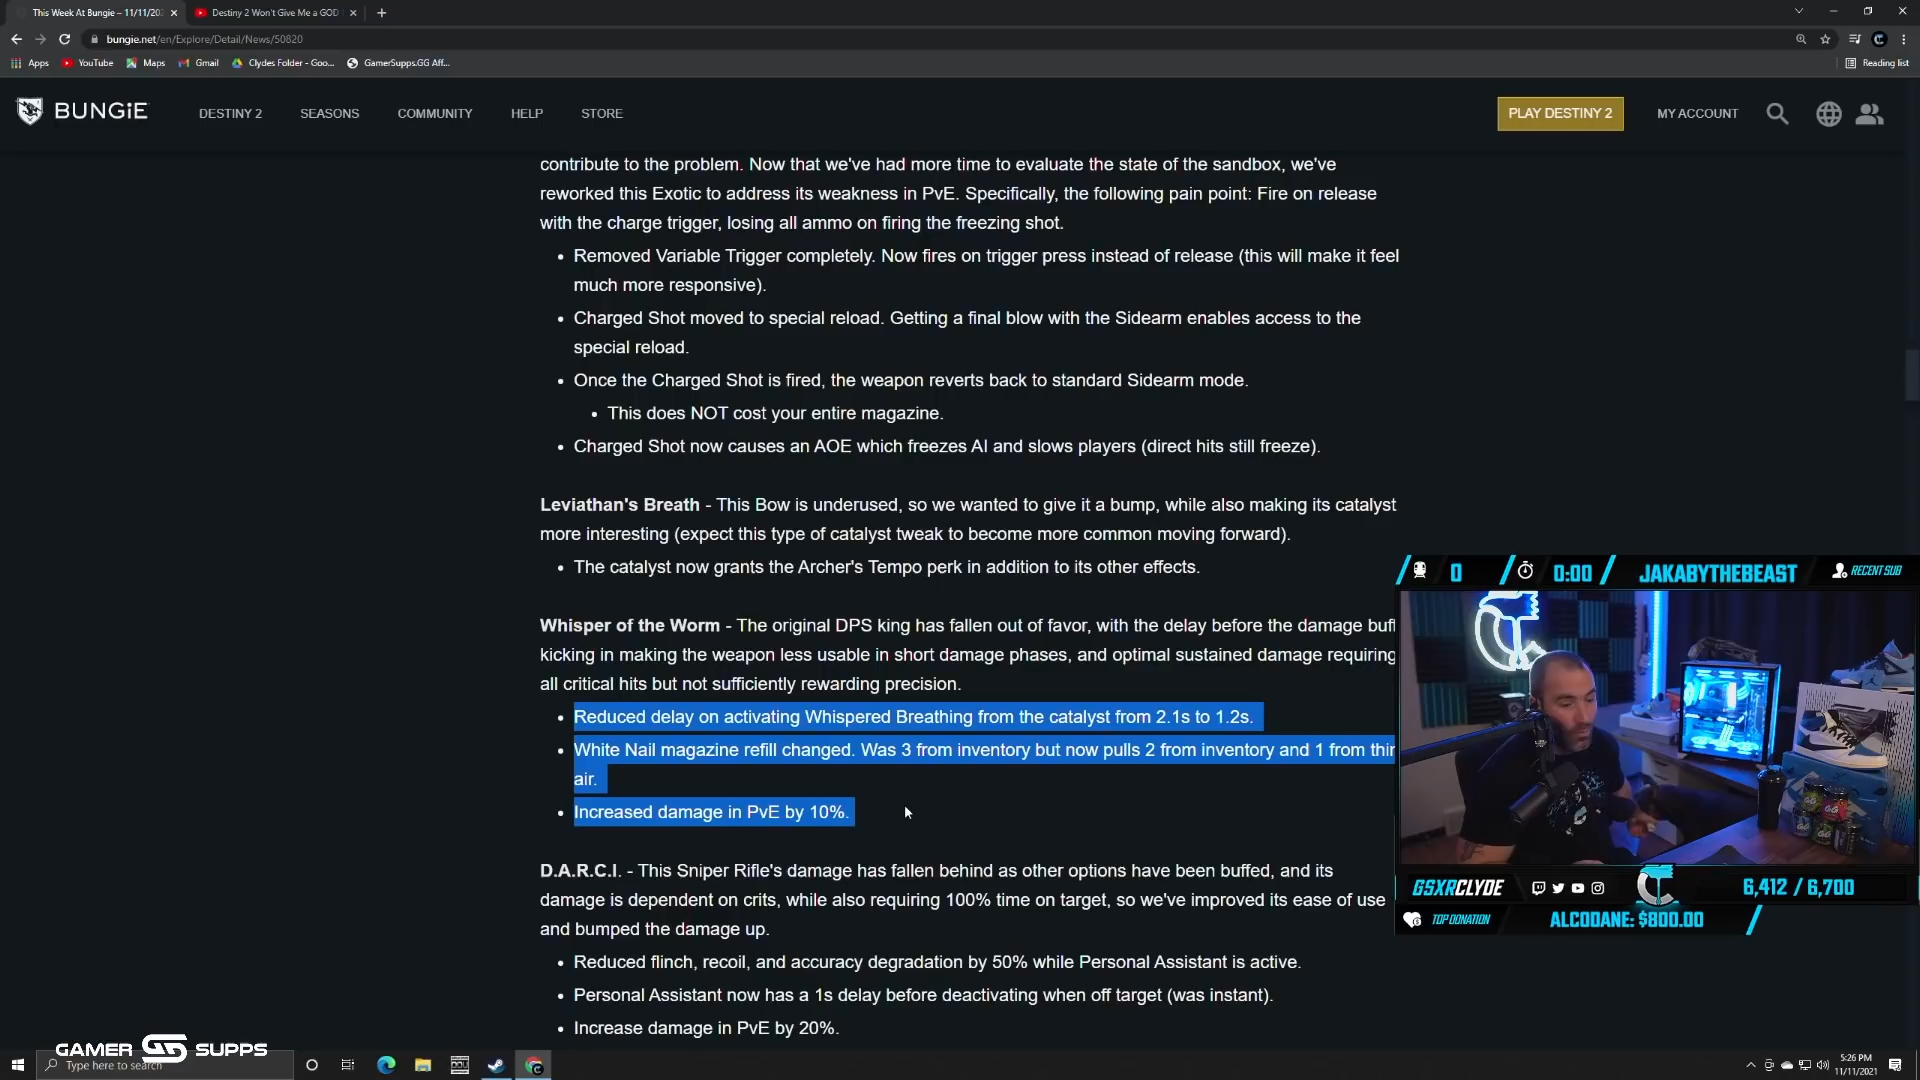 This Week At Bungie – 11/11/202
Destiny 2 Won't Give Me a GOD
bungie.net/en/Explore/Detail/News/50820
Apps
YouTube
Maps
Gmail
Clydes Folder - Goo...
GamerSupps.GG Aff...
Reading list
BUNGiE
DESTINY 2
SEASONS
COMMUNITY
HELP
STORE
PLAY DESTINY 2
MY ACCOUNT
contribute to the problem. Now that we've had more time to evaluate the state of the sandbox, we've
reworked this Exotic to address its weakness in PvE. Specifically, the following pain point: Fire on release
with the charge trigger, losing all ammo on firing the freezing shot.
• Removed Variable Trigger completely. Now fires on trigger press instead of release (this will make it feel
much more responsive).
• Charged Shot moved to special reload. Getting a final blow with the Sidearm enables access to the
special reload.
• Once the Charged Shot is fired, the weapon reverts back to standard Sidearm mode.
• This does NOT cost your entire magazine.
• Charged Shot now causes an AOE which freezes AI and slows players (direct hits still freeze).
Leviathan's Breath - This Bow is underused, so we wanted to give it a bump, while also making its catalyst
more interesting (expect this type of catalyst tweak to become more common moving forward).
• The catalyst now grants the Archer's Tempo perk in addition to its other effects.
Whisper of the Worm - The original DPS king has fallen out of favor, with the delay before the damage buff
kicking in making the weapon less usable in short damage phases, and optimal sustained damage requiring
all critical hits but not sufficiently rewarding precision.
• Reduced delay on activating Whispered Breathing from the catalyst from 2.1s to 1.2s.
• White Nail magazine refill changed. Was 3 from inventory but now pulls 2 from inventory and 1 from thin
air.
• Increased damage in PvE by 10%.
D.A.R.C.I. - This Sniper Rifle's damage has fallen behind as other options have been buffed, and its
damage is dependent on crits, while also requiring 100% time on target, so we've improved its ease of use
and bumped the damage up.
• Reduced flinch, recoil, and accuracy degradation by 50% while Personal Assistant is active.
• Personal Assistant now has a 1s delay before deactivating when off target (was instant).
• Increase damage in PvE by 20%.
0
0:00
JAKABYTHEBEAST
RECENT SUB
GSXRCLYDE
6,412 / 6,700
TOP DONATION
ALCODANE: $800.00
GAMER SUPPS
Type here to search
5:26 PM
11/11/2021